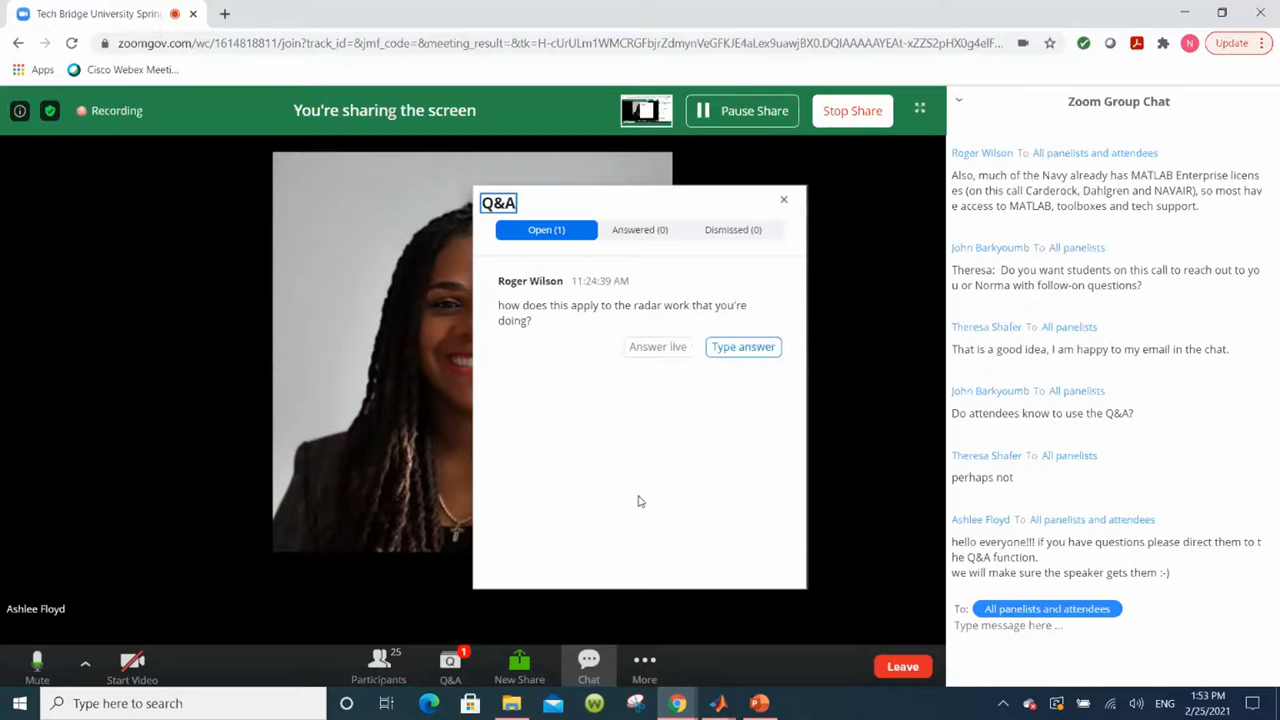 Tech Bridge University Sprin
zoomgov.com/wc/1614818811/join?track_id=&jmf_code=&meeting_result=&tk=
Update
Apps
Cisco Webex Meeti...
Recording
You're sharing the screen
Pause Share
Stop Share
Zoom Group Chat
Roger Wilson To All panelists and attendees
Also, much of the Navy already has MATLAB Enterprise licens
es (on this call Carderock, Dahlgren and NAVAIR), so most hav
e access to MATLAB, toolboxes and tech support.
John Barkyoumb To All panelists
Theresa: Do you want students on this call to reach out to yo
u or Norma with follow-on questions?
Theresa Shafer To All panelists
That is a good idea, I am happy to my email in the chat.
John Barkyoumb To All panelists
Do attendees know to use the Q&A?
Theresa Shafer To All panelists
perhaps not
Ashlee Floyd To All panelists and attendees
hello everyone!!! if you have questions please direct them to t
he Q&A function.
we will make sure the speaker gets them :-)
To: All panelists and attendees
Type message here ...
Q&A
Open (1)
Answered (0)
Dismissed (0)
Roger Wilson 11:24:39 AM
how does this apply to the radar work that you're
doing?
Answer live
Type answer
Ashlee Floyd
Mute
Start Video
25
Participants
1
Q&A
New Share
Chat
More
Leave
Type here to search
ENG
1:53 PM
2/25/2021